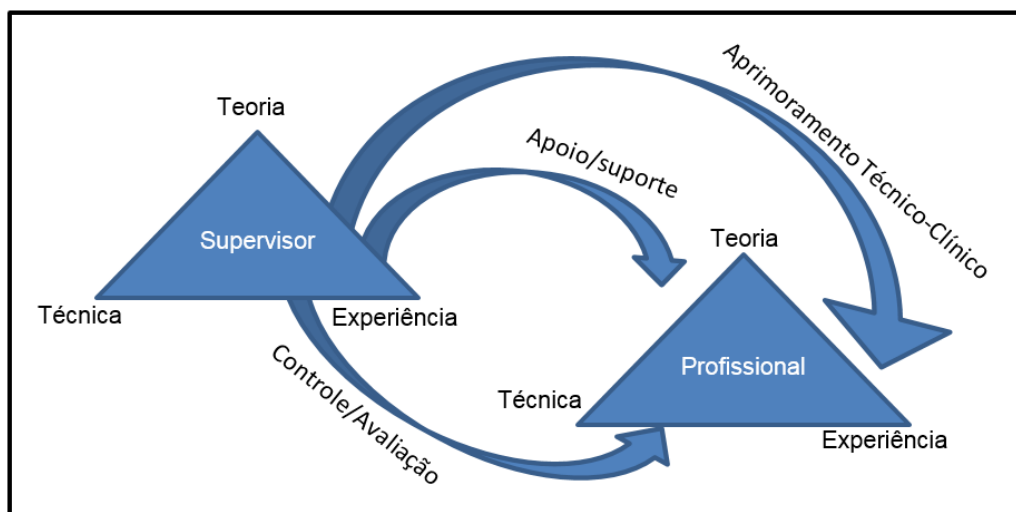 Teoria
Supervisor
Técnica
Experiência
Apoio/suporte
Aprimoramento Técnico-Clínico
Controle/Avaliação
Teoria
Profissional
Técnica
Experiência